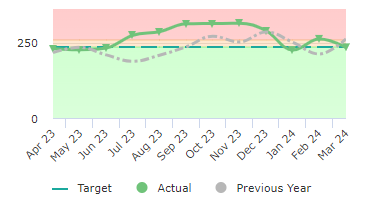 250
0
Apr 23
May 23
Jun 23
Jul 23
Aug 23
Sep 23
Oct 23
Nov 23
Dec 23
Jan 24
Feb 24
Mar 24
Target Actual Previous Year